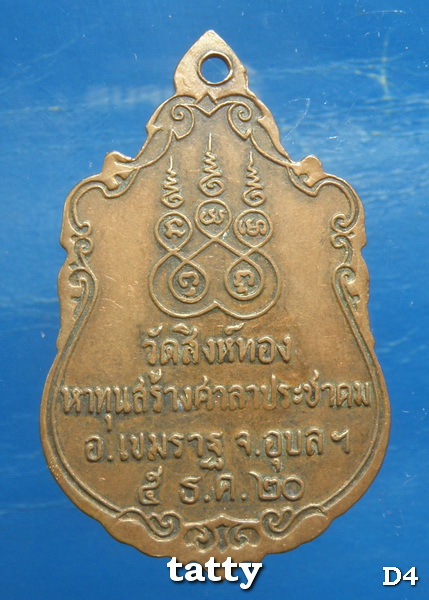 วัดสิงห์ทอง
หาทุนสร้างศาลาประชาคม
อ.เขมราฐ จ.อุบลฯ
๕ ธ.ค.๒๐
tatty
D4